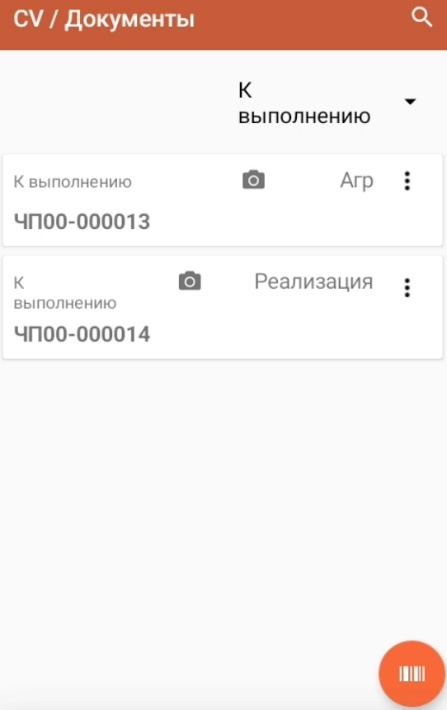 CV / Документы
К
выполнению
К выполнению
Агр
ЧП00-000013
К
выполнению
Реализация
ЧП00-000014